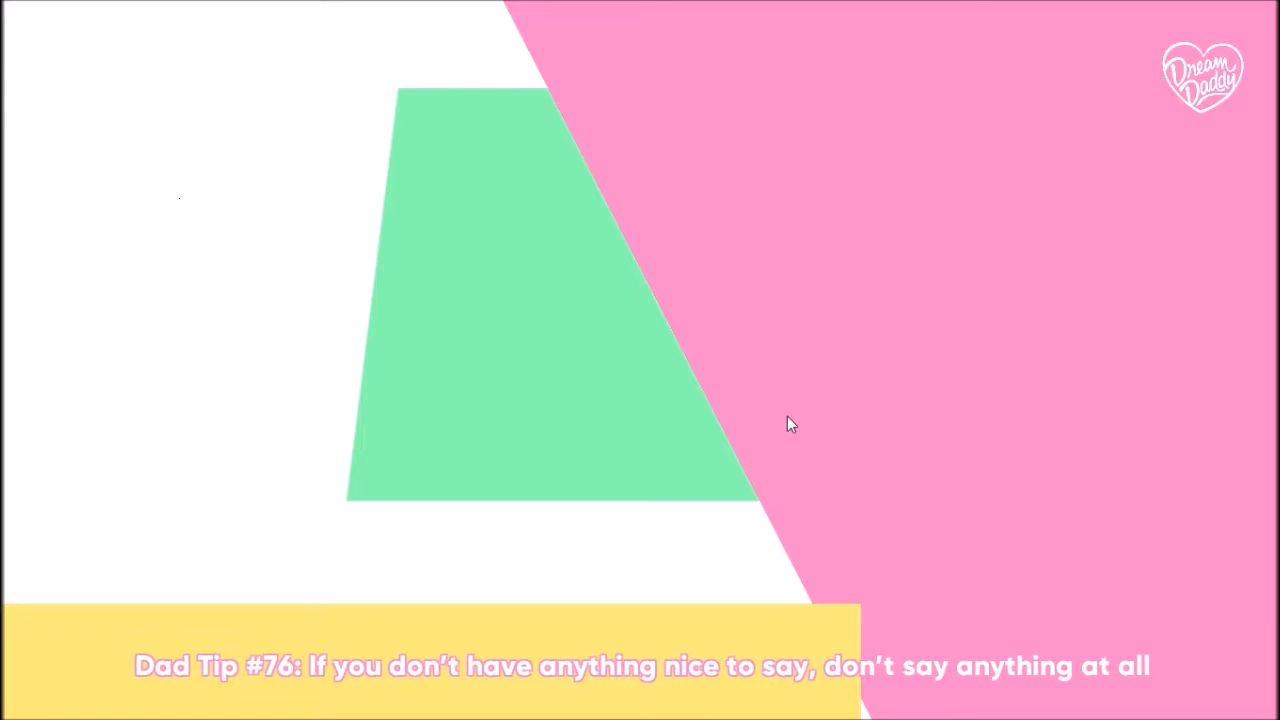 Dream
Daddy
Dad Tip #76: If you don't have anything nice to say, don't say anything at all